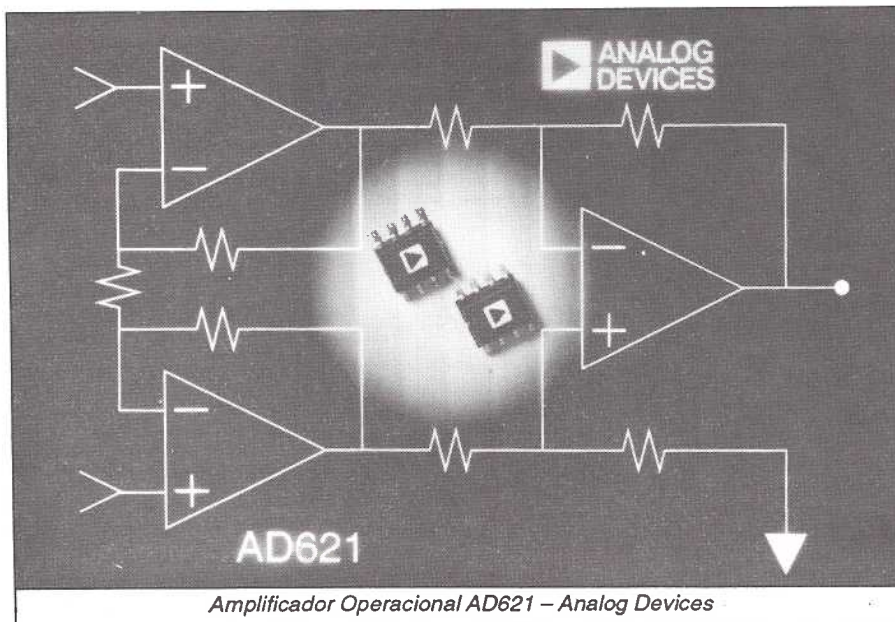 ANALOG
DEVICES
+
−
−
+
−
+
AD621
Amplificador Operacional AD621 – Analog Devices